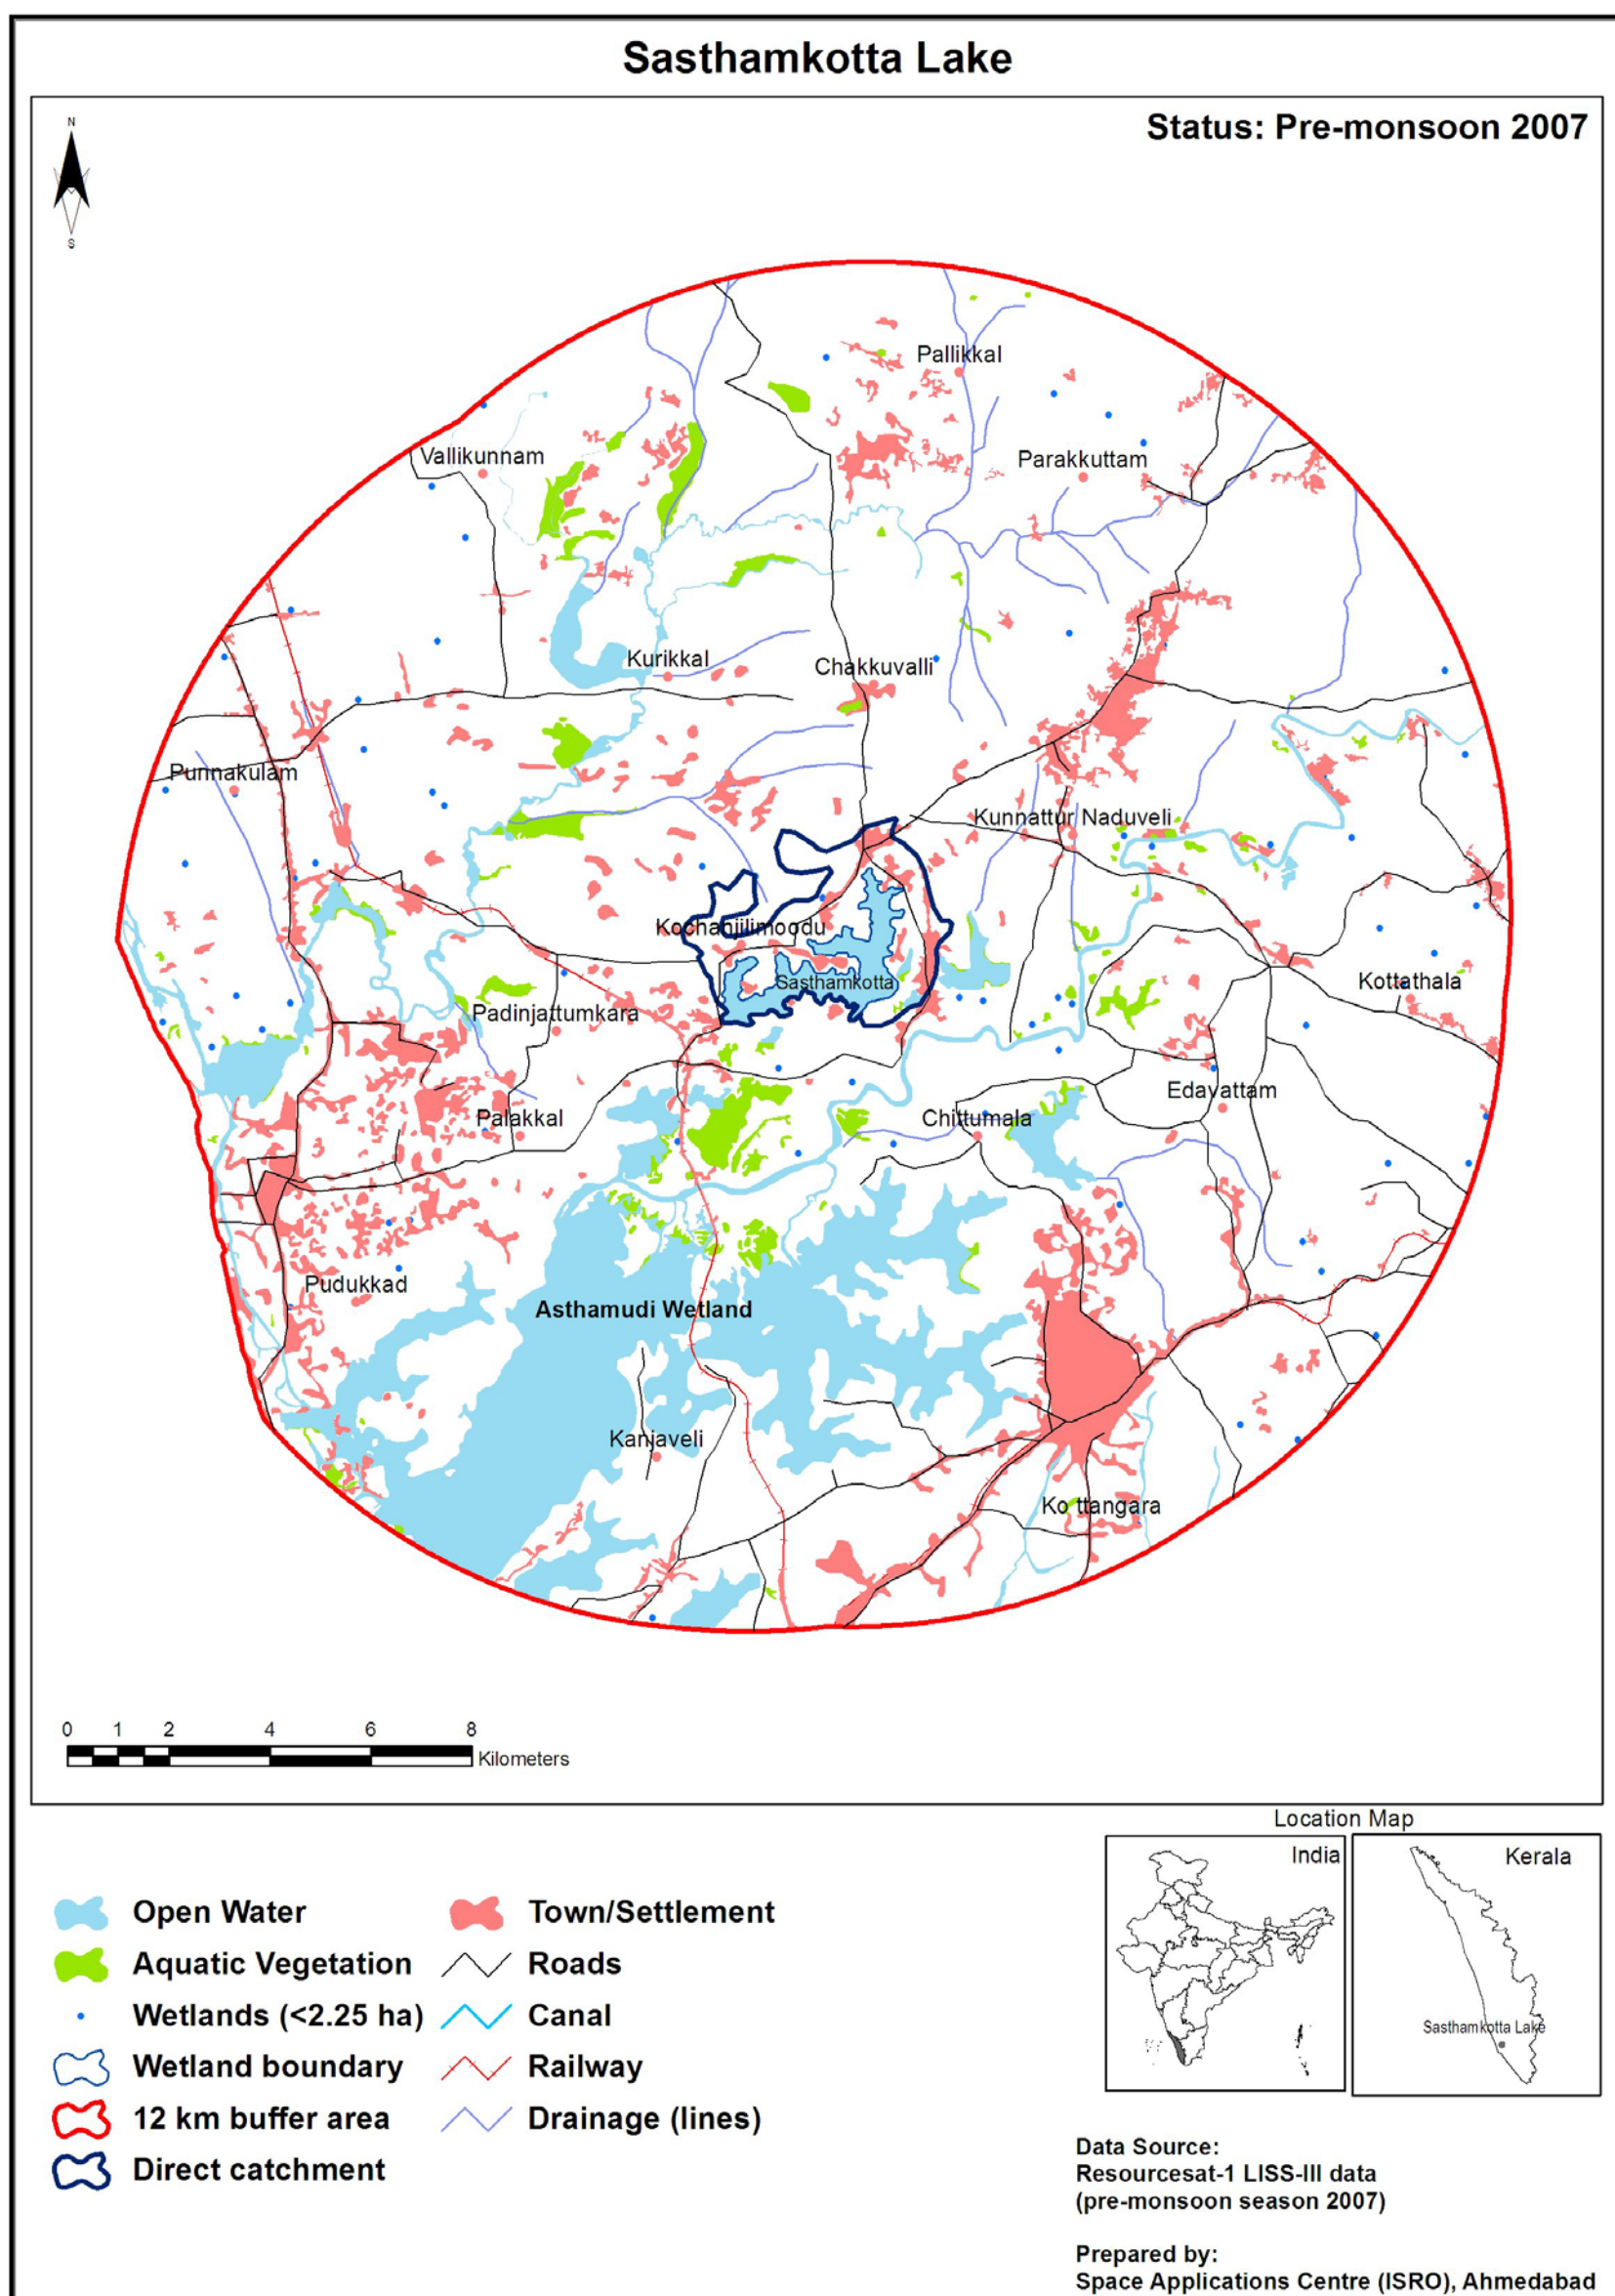 Sasthamkotta Lake
Status: Pre-monsoon 2007
N
S
Pallikkal
Vallikunnam
Parakkuttam
Kurikkal
Chakkuvalli
Punnakulam
Kunnattur Naduveli
Kochanjilimoodu
Sasthamkotta
Kottathala
Padinjattumkara
Edavattam
Palakkal
Chittumala
Pudukkad
Asthamudi Wetland
Kanjaveli
Ko ttangara
0 1 2 4 6 8
Kilometers
Location Map
India
Kerala
Sasthamkotta Lake
Open Water
Town/Settlement
Aquatic Vegetation
Roads
Wetlands (<2.25 ha)
Canal
Wetland boundary
Railway
12 km buffer area
Drainage (lines)
Direct catchment
Data Source:
Resourcesat-1 LISS-III data
(pre-monsoon season 2007)
Prepared by:
Space Applications Centre (ISRO), Ahmedabad